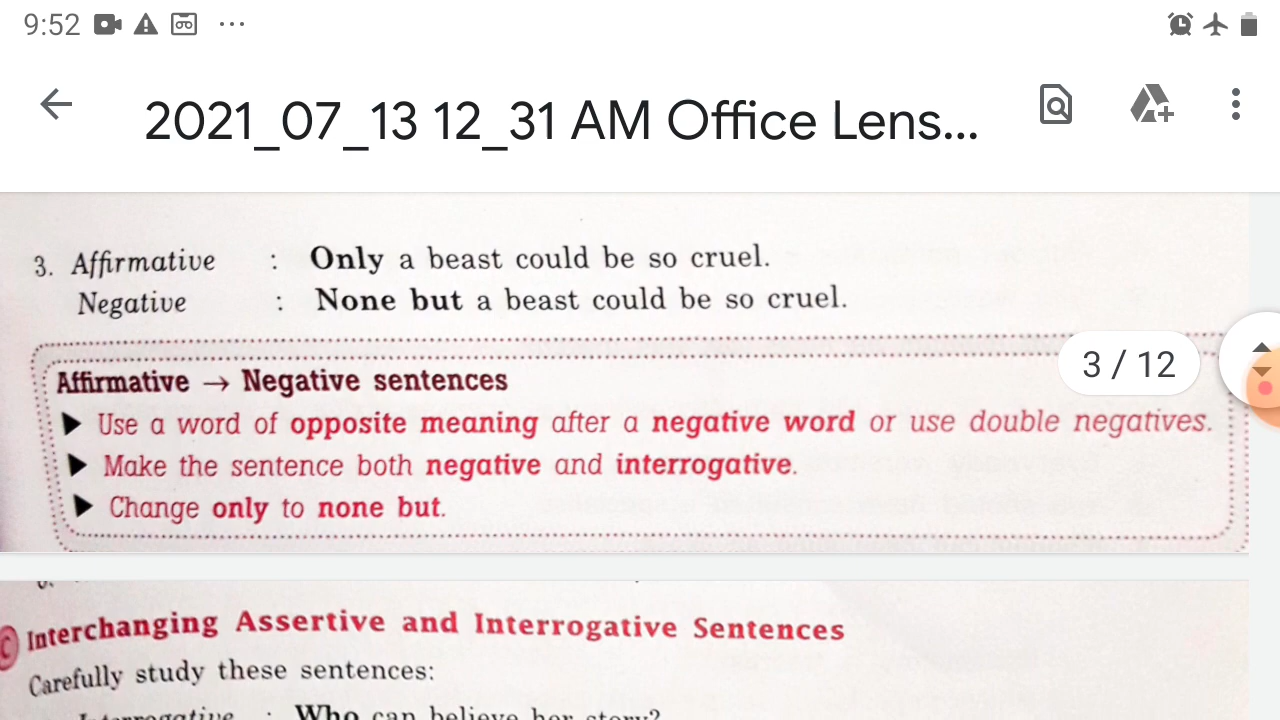 9:52
2021_07_13 12_31 AM Office Lens...
3. Affirmative : Only a beast could be so cruel.
Negative : None but a beast could be so cruel.
3 / 12
Affirmative → Negative sentences
▶ Use a word of opposite meaning after a negative word or use double negatives.
▶ Make the sentence both negative and interrogative.
▶ Change only to none but.
C Interchanging Assertive and Interrogative Sentences
Carefully study these sentences:
Interrogative : Who can believe her story?